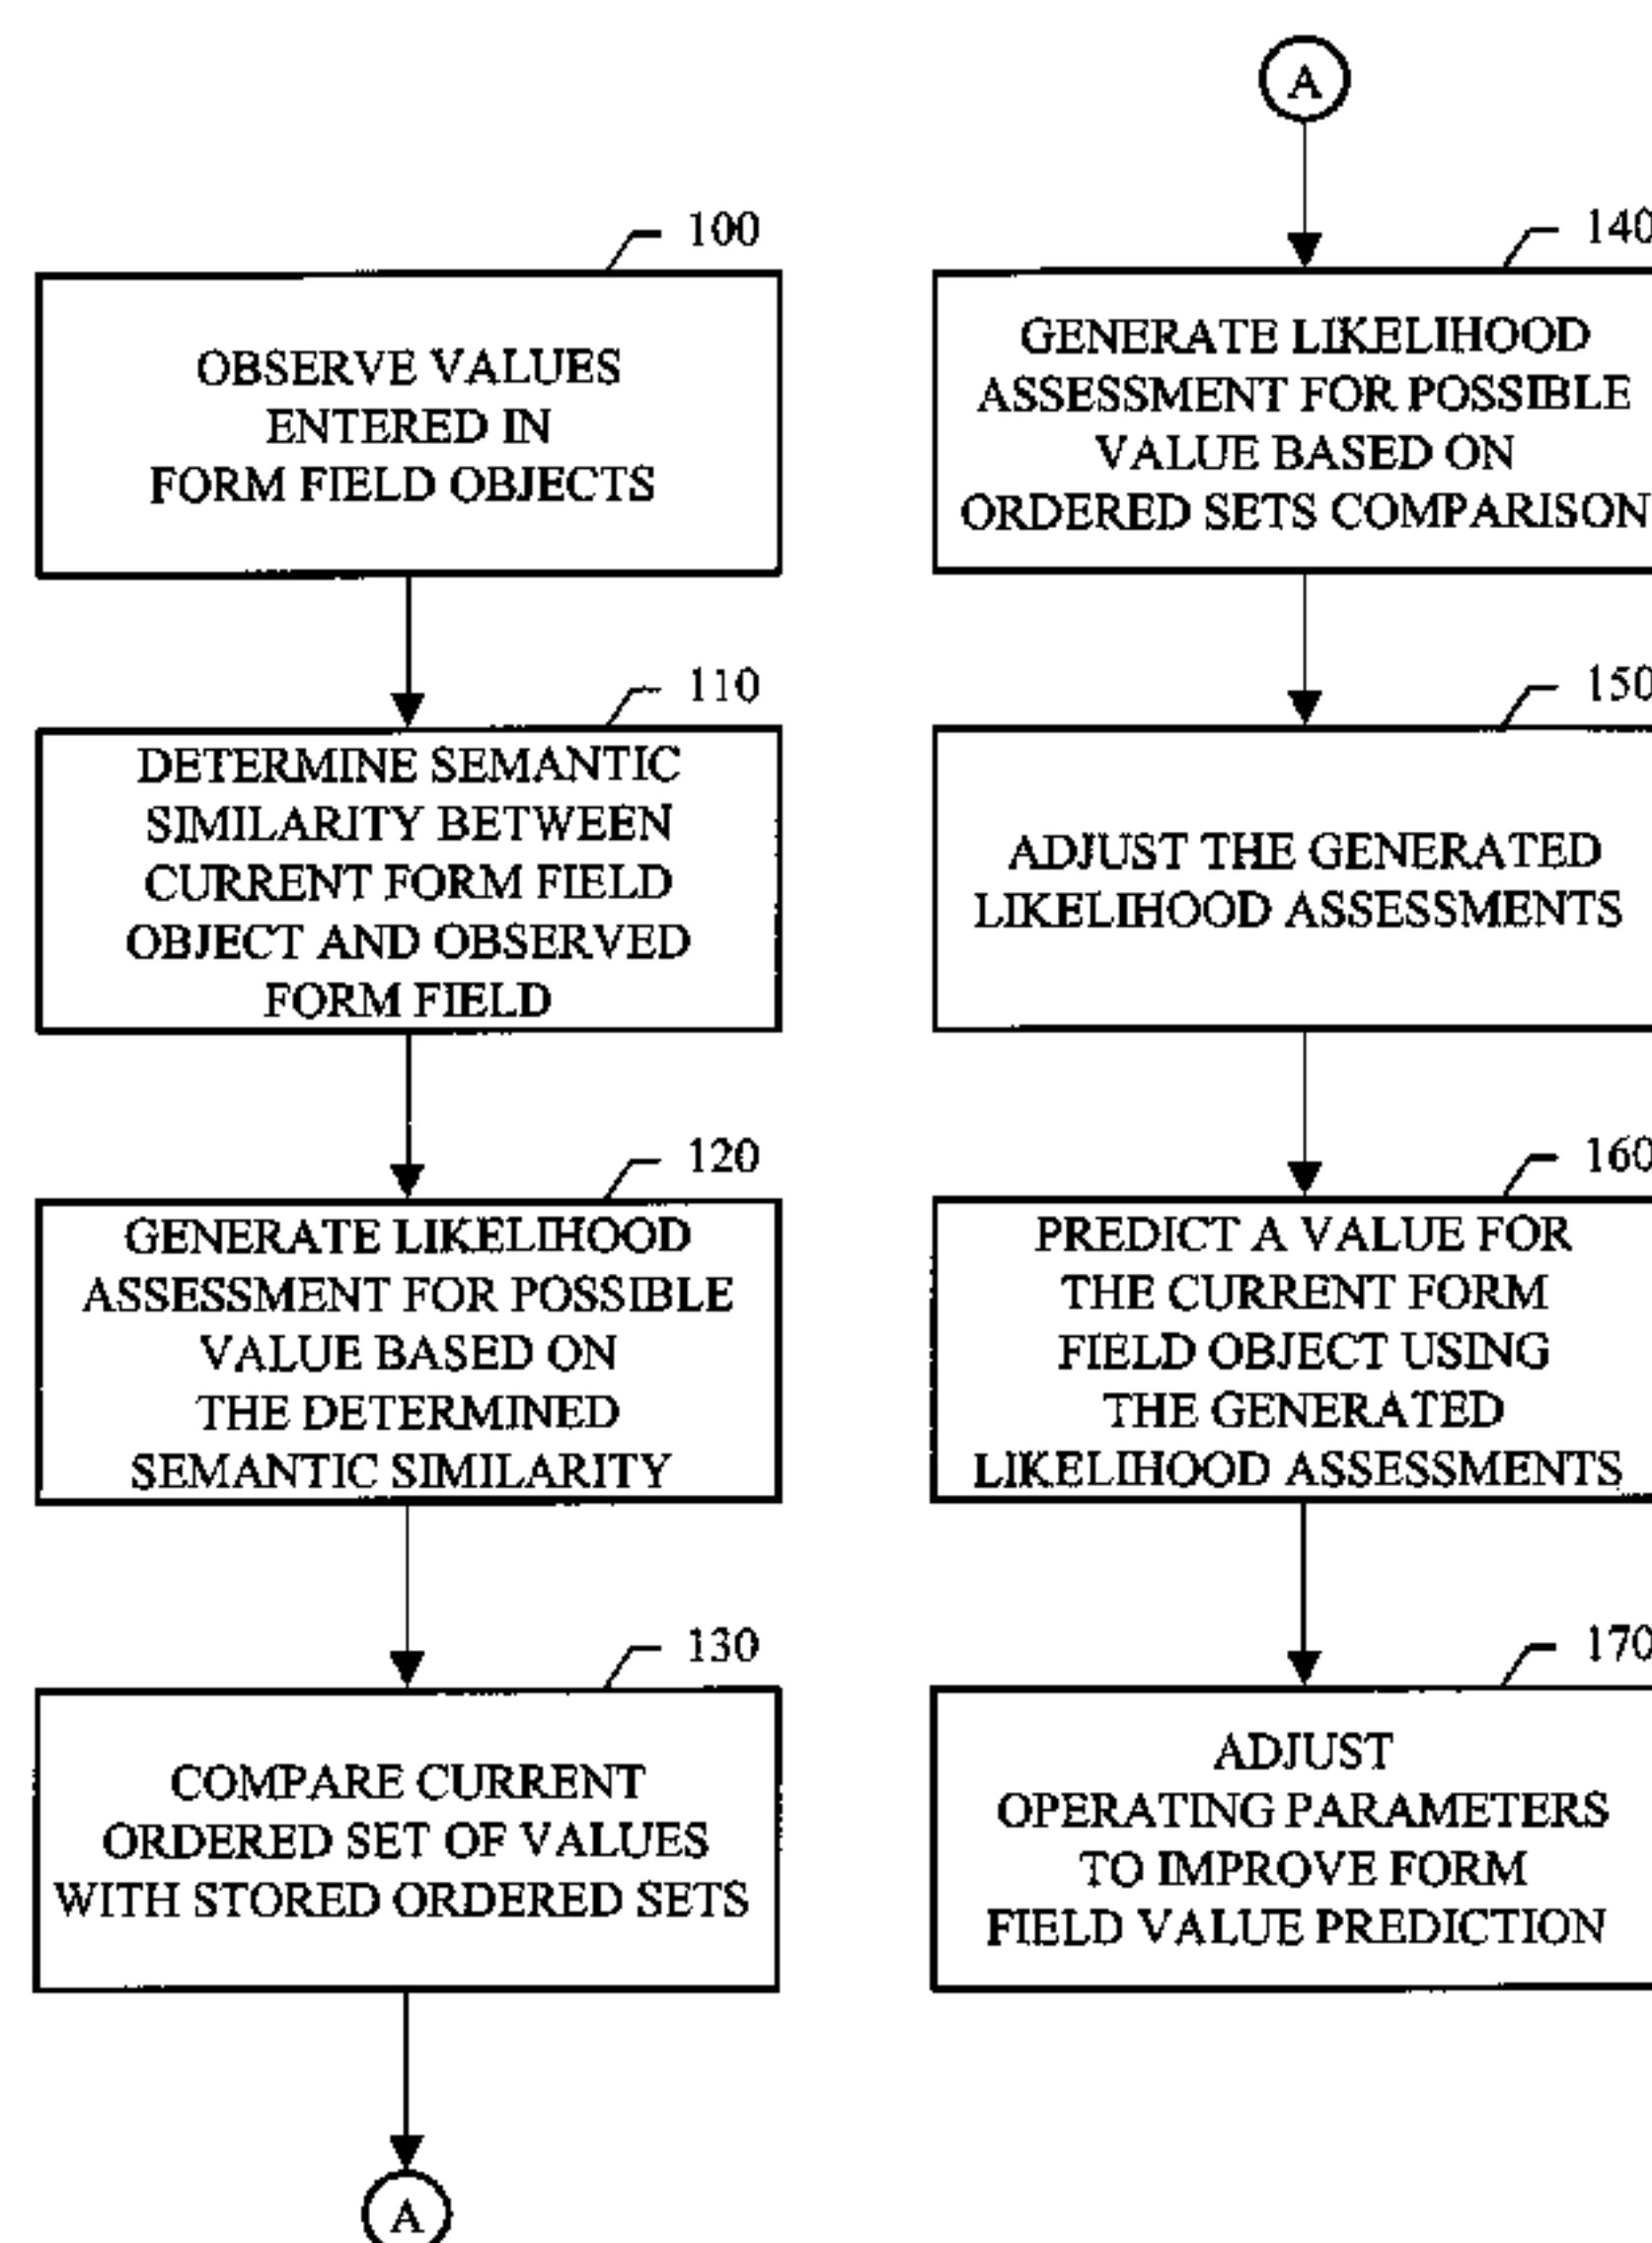 100
OBSERVE VALUES
ENTERED IN
FORM FIELD OBJECTS
110
DETERMINE SEMANTIC
SIMILARITY BETWEEN
CURRENT FORM FIELD
OBJECT AND OBSERVED
FORM FIELD
120
GENERATE LIKELIHOOD
ASSESSMENT FOR POSSIBLE
VALUE BASED ON
THE DETERMINED
SEMANTIC SIMILARITY
130
COMPARE CURRENT
ORDERED SET OF VALUES
WITH STORED ORDERED SETS
A
A
140
GENERATE LIKELIHOOD
ASSESSMENT FOR POSSIBLE
VALUE BASED ON
ORDERED SETS COMPARISON
150
ADJUST THE GENERATED
LIKELIHOOD ASSESSMENTS
160
PREDICT A VALUE FOR
THE CURRENT FORM
FIELD OBJECT USING
THE GENERATED
LIKELIHOOD ASSESSMENTS
170
ADJUST
OPERATING PARAMETERS
TO IMPROVE FORM
FIELD VALUE PREDICTION